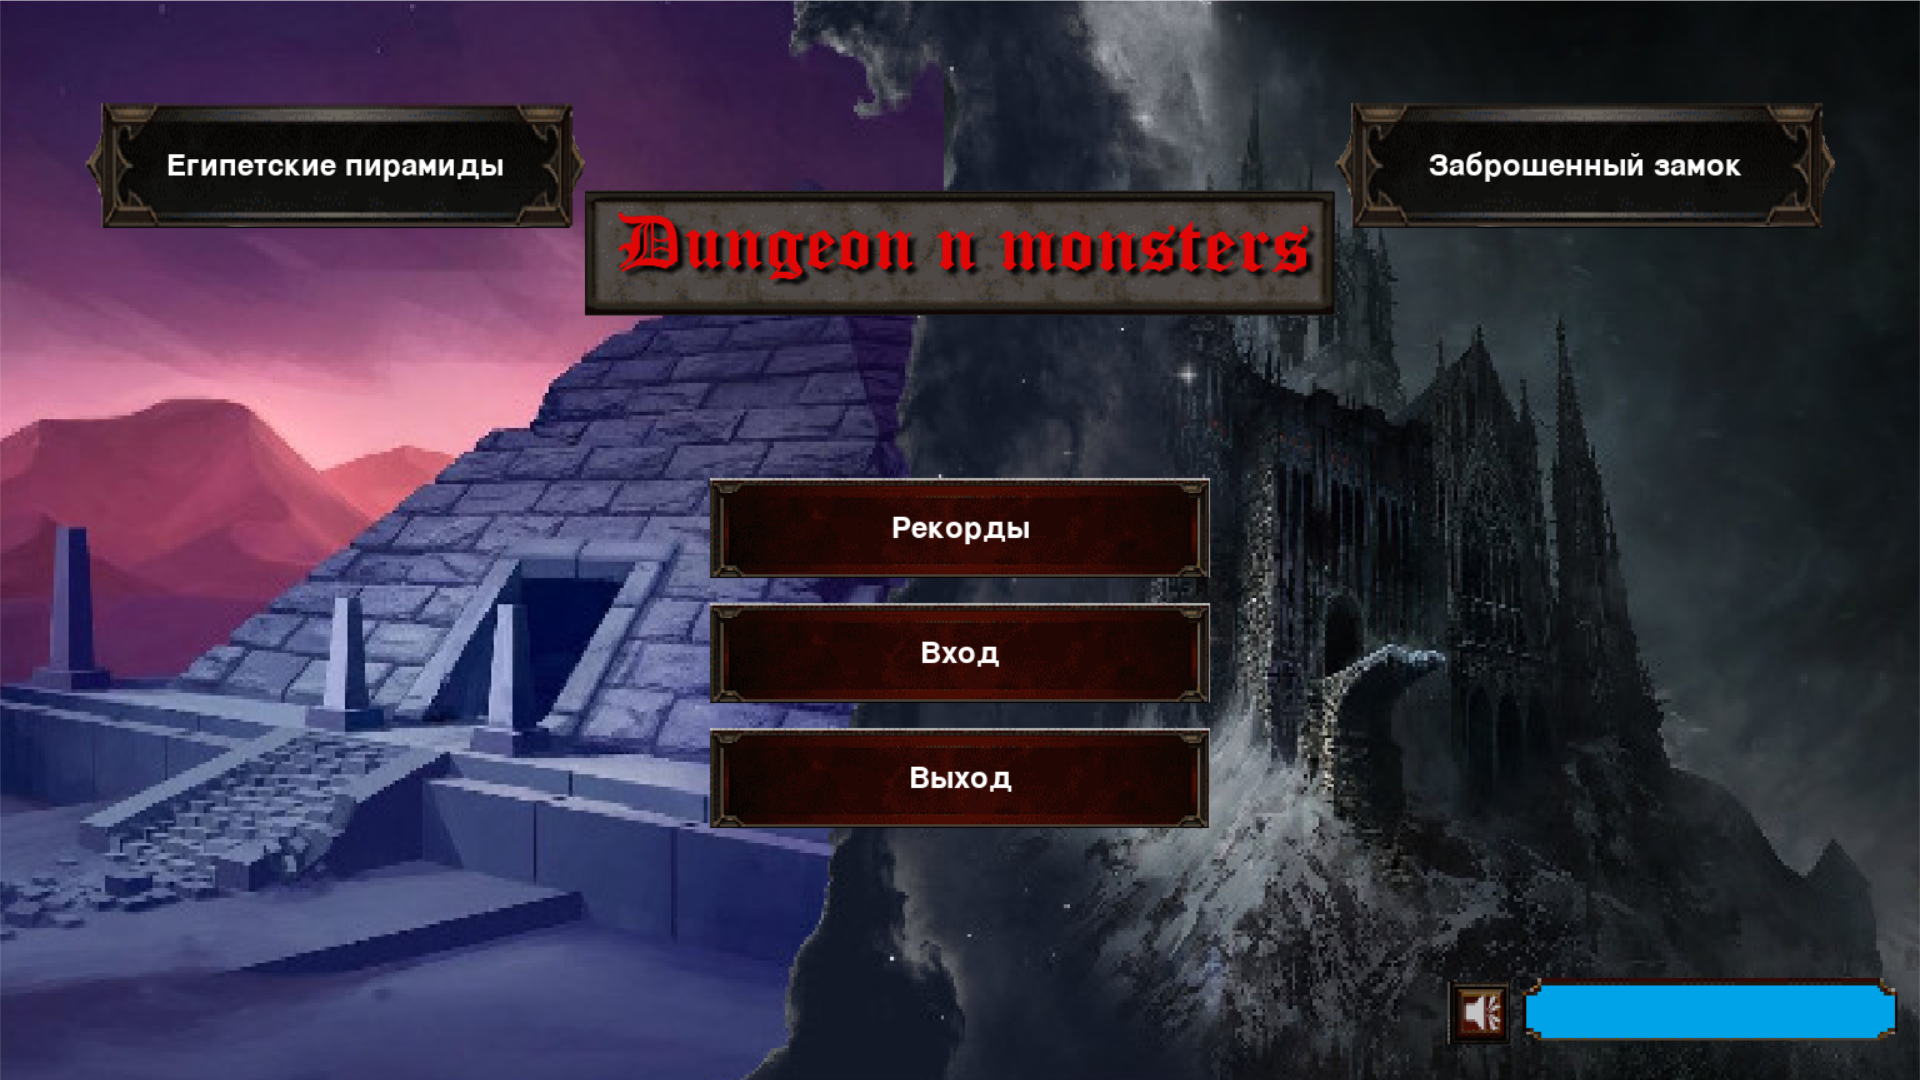 Египетские пирамиды
Заброшенный замок
Dungeon n monsters
Рекорды
Вход
Выход